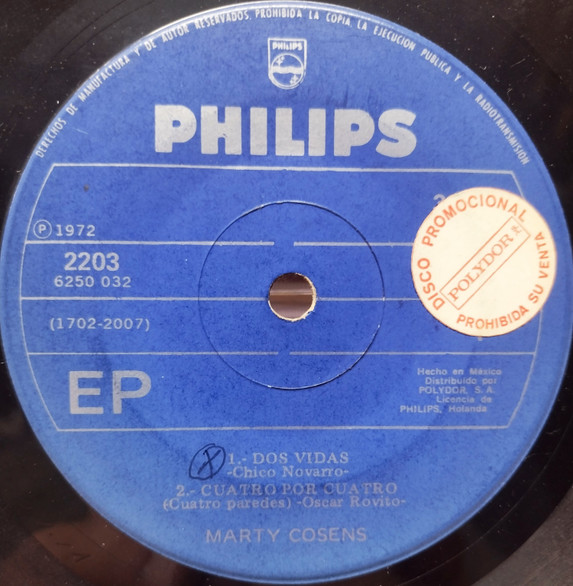 DERECHOS DE MANUFACTURA Y DE AUTOR RESERVADOS, PROHIBIDA LA COPIA, LA EJECUCION PUBLICA Y LA RADIOTRANSMISION
PHILIPS
PHILIPS
℗ 1972
2203
6250 032
DISCO PROMOCIONAL
POLYDOR
PROHIBIDA SU VENTA
(1702-2007)
EP
Hecho en México
Distribuido por
POLYDOR, S. A.
Licencia de
PHILIPS, Holanda
1.- DOS VIDAS
-Chico Novarro-
2.- CUATRO POR CUATRO
(Cuatro paredes) -Oscar Rovito-
MARTY COSENS